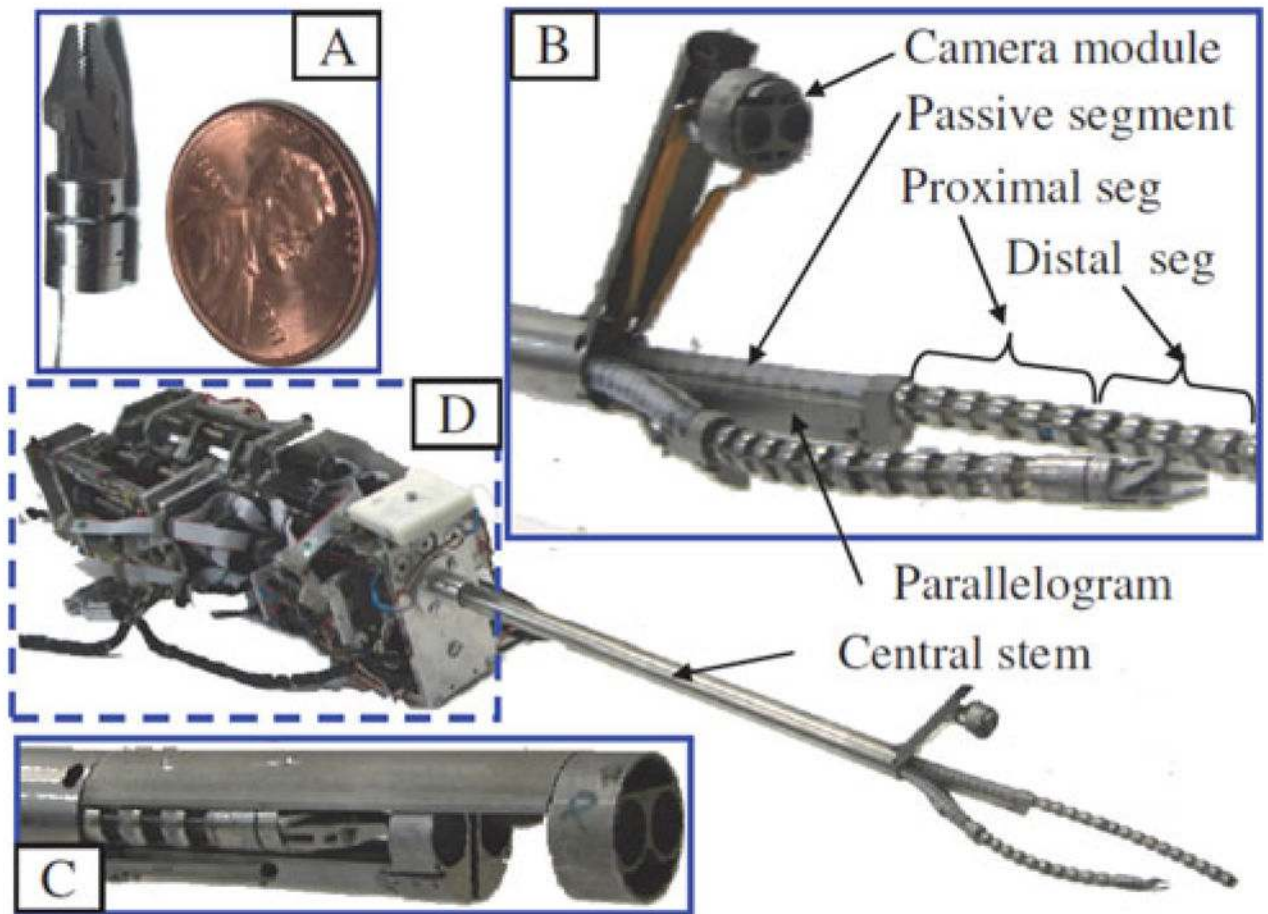 A
B
Camera module
Passive segment
Proximal seg
Distal seg
D
Parallelogram
Central stem
C